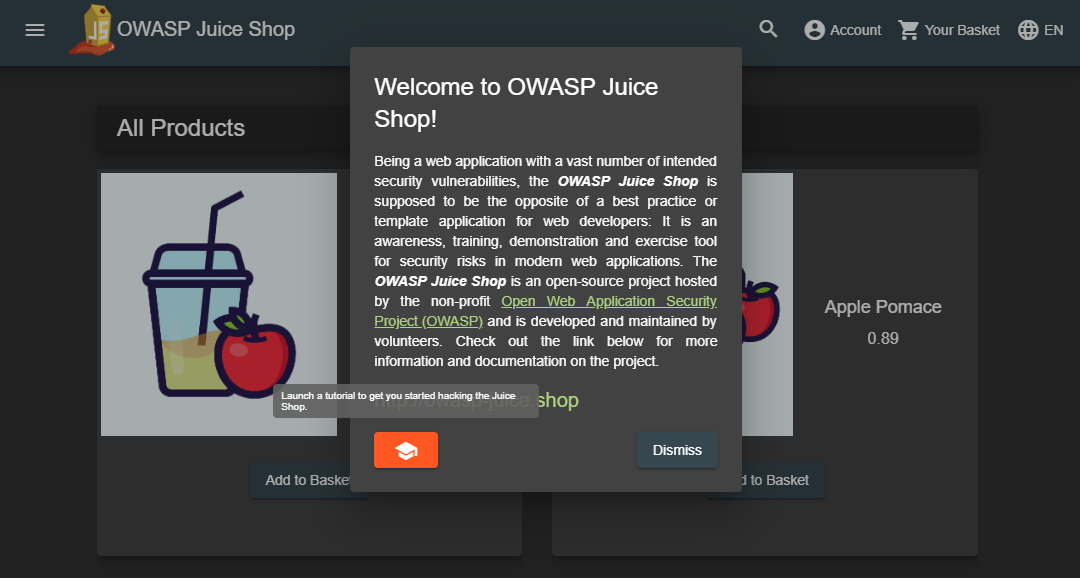 OWASP Juice Shop
Account
Your Basket
EN
All Products
Welcome to OWASP Juice
Shop!
Being a web application with a vast number of intended
security vulnerabilities, the OWASP Juice Shop is
supposed to be the opposite of a best practice or
template application for web developers: It is an
awareness, training, demonstration and exercise tool
for security risks in modern web applications. The
OWASP Juice Shop is an open-source project hosted
by the non-profit Open Web Application Security
Project (OWASP) and is developed and maintained by
volunteers. Check out the link below for more
information and documentation on the project.
http://owasp-juice.shop
Launch a tutorial to get you started hacking the Juice
Shop.
Dismiss
Apple Pomace
0.89
Add to Basket
d to Basket